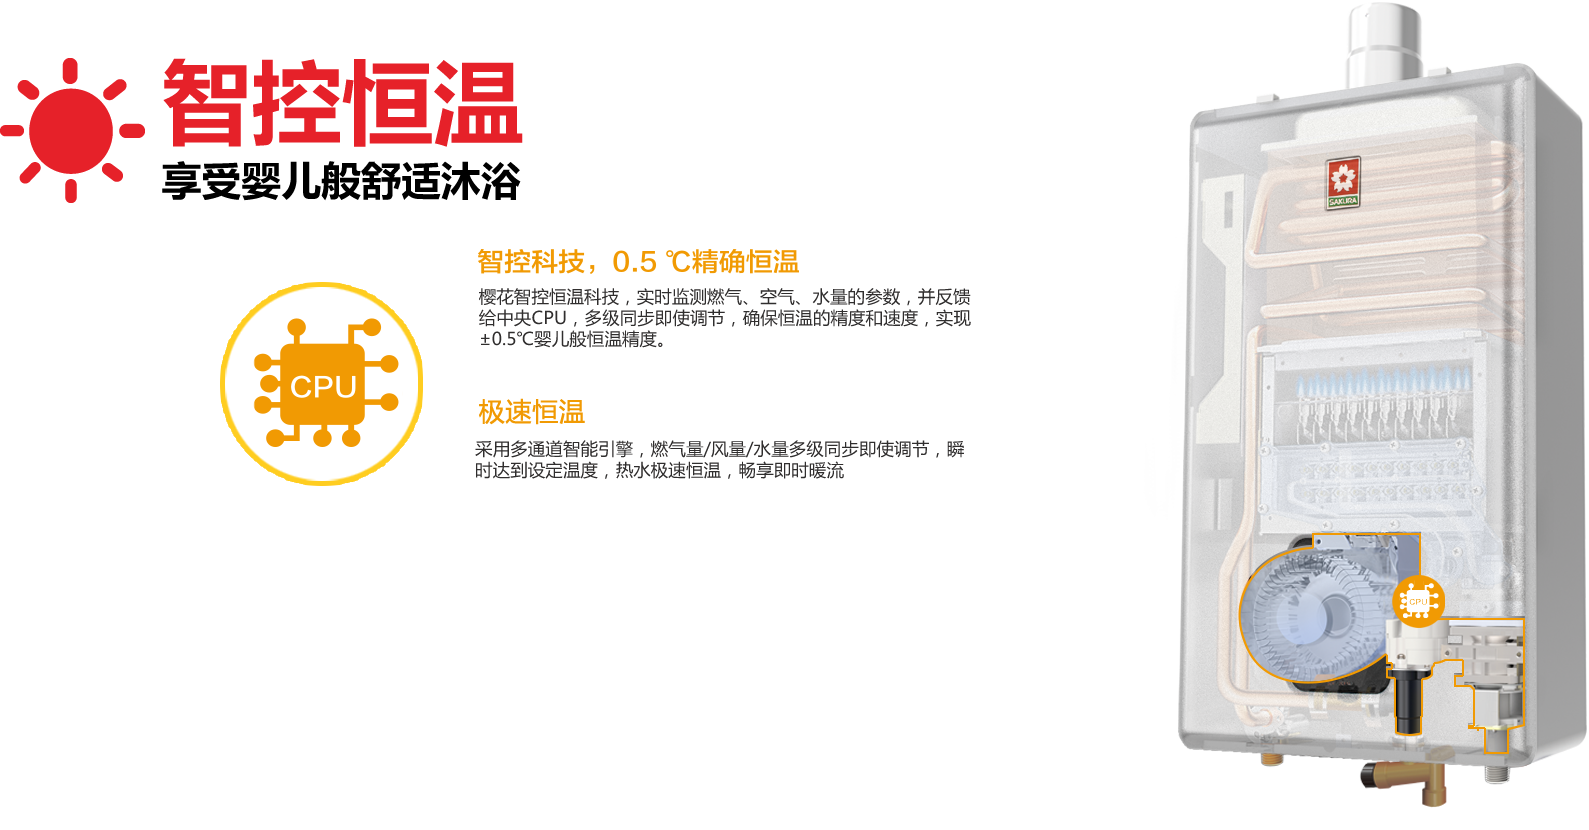 智控恒温
享受婴儿般舒适沐浴
智控科技，0.5 ℃精确恒温
樱花智控恒温科技，实时监测燃气、空气、水量的参数，并反馈
给中央CPU，多级同步即使调节，确保恒温的精度和速度，实现
±0.5℃婴儿般恒温精度。
CPU
极速恒温
采用多通道智能引擎，燃气量/风量/水量多级同步即使调节，瞬
时达到设定温度，热水极速恒温，畅享即时暖流
SAKURA
CPU